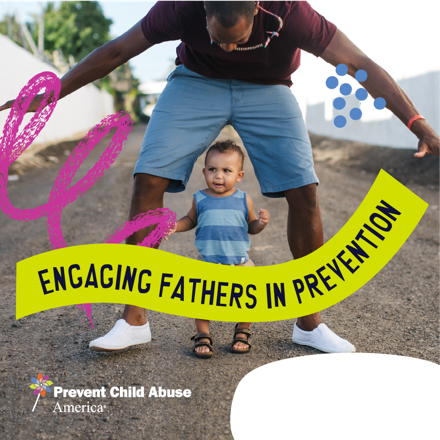 ENGAGING FATHERS IN PREVENTION
Prevent Child Abuse
America®